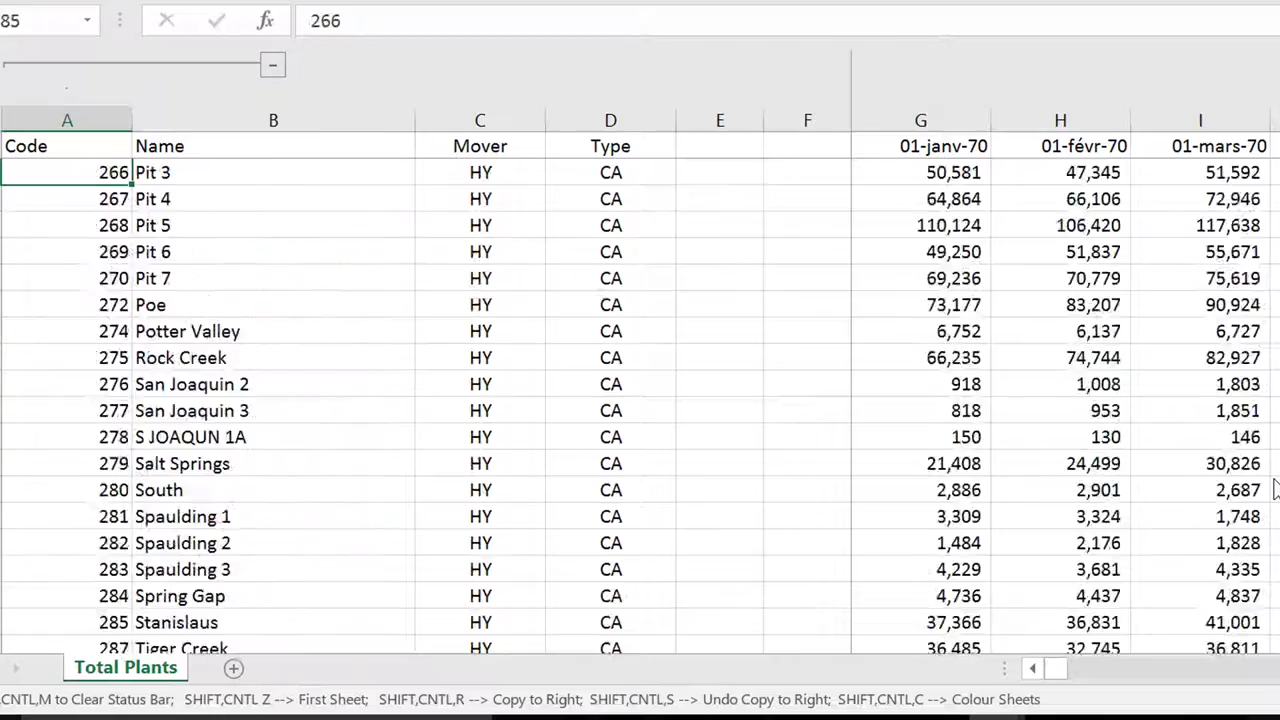 85 fx 266
A B C D E F G H I
Code Name Mover Type 01-janv-70 01-févr-70 01-mars-70
266 Pit 3 HY CA 50,581 47,345 51,592
267 Pit 4 HY CA 64,864 66,106 72,946
268 Pit 5 HY CA 110,124 106,420 117,638
269 Pit 6 HY CA 49,250 51,837 55,671
270 Pit 7 HY CA 69,236 70,779 75,619
272 Poe HY CA 73,177 83,207 90,924
274 Potter Valley HY CA 6,752 6,137 6,727
275 Rock Creek HY CA 66,235 74,744 82,927
276 San Joaquin 2 HY CA 918 1,008 1,803
277 San Joaquin 3 HY CA 818 953 1,851
278 S JOAQUN 1A HY CA 150 130 146
279 Salt Springs HY CA 21,408 24,499 30,826
280 South HY CA 2,886 2,901 2,687
281 Spaulding 1 HY CA 3,309 3,324 1,748
282 Spaulding 2 HY CA 1,484 2,176 1,828
283 Spaulding 3 HY CA 4,229 3,681 4,335
284 Spring Gap HY CA 4,736 4,437 4,837
285 Stanislaus HY CA 37,366 36,831 41,001
287 Tiger Creek HY CA 36,485 32,745 36,811
Total Plants
,CNTL,M to Clear Status Bar; SHIFT,CNTL Z --> First Sheet; SHIFT,CNTL,R --> Copy to Right; SHIFT,CNTL,S --> Undo Copy to Right; SHIFT,CNTL,C --> Colour Sheets